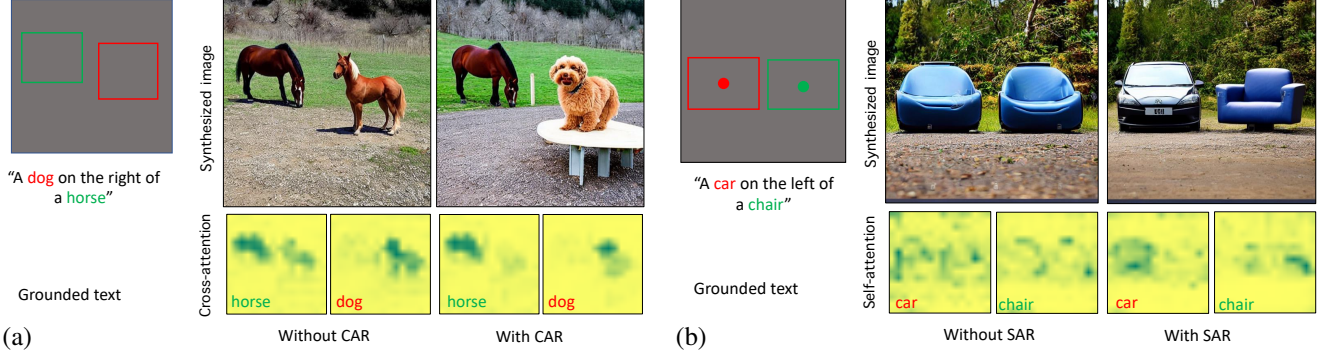 “A dog on the right of
a horse”
Grounded text
(a)
Synthesized image
Cross-attention
horse
dog
horse
dog
Without CAR
With CAR
“A car on the left of
a chair”
Grounded text
(b)
Synthesized image
Self-attention
car
chair
car
chair
Without SAR
With SAR